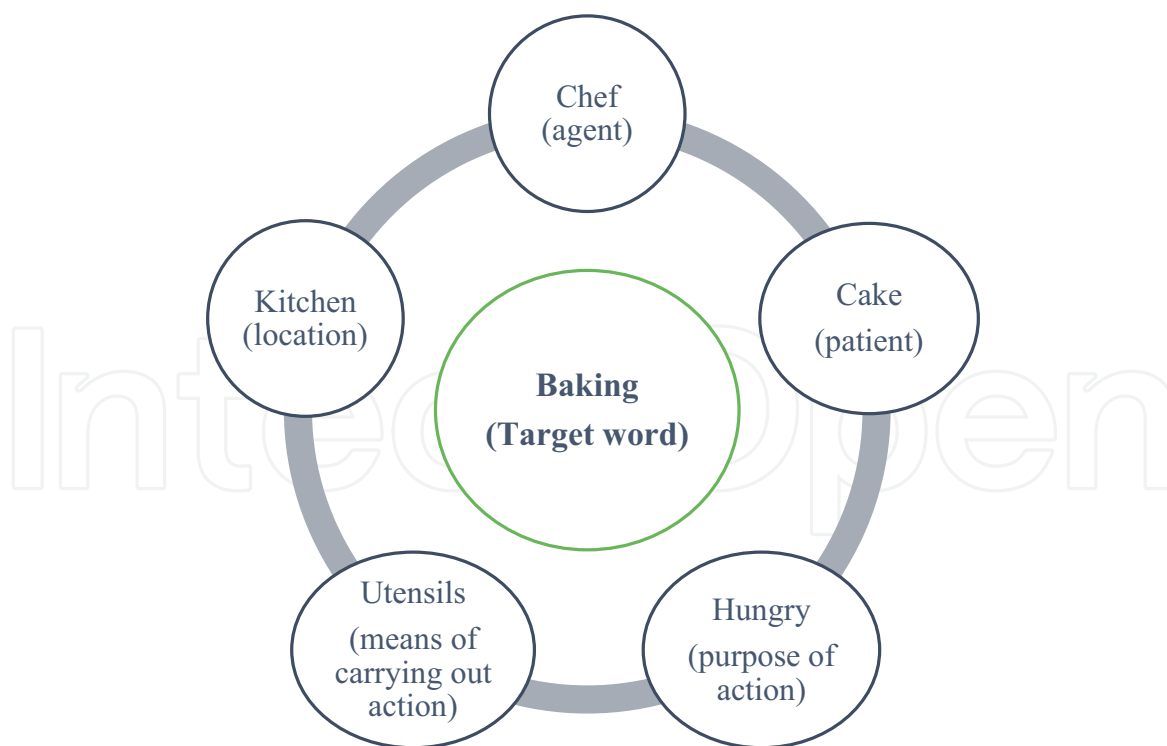 Chef
(agent)
Kitchen
(location)
Cake
(patient)
Baking
(Target word)
Utensils
(means of
carrying out
action)
Hungry
(purpose of
action)
IntechOpen